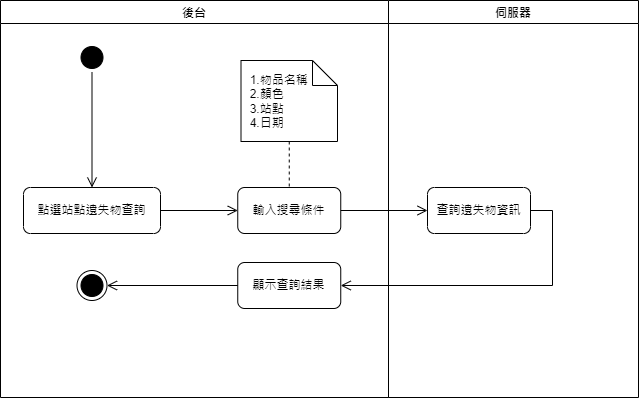 後台
伺服器
1.物品名稱
2.顏色
3.站點
4.日期
點選站點遺失物查詢
輸入搜尋條件
查詢遺失物資訊
顯示查詢結果